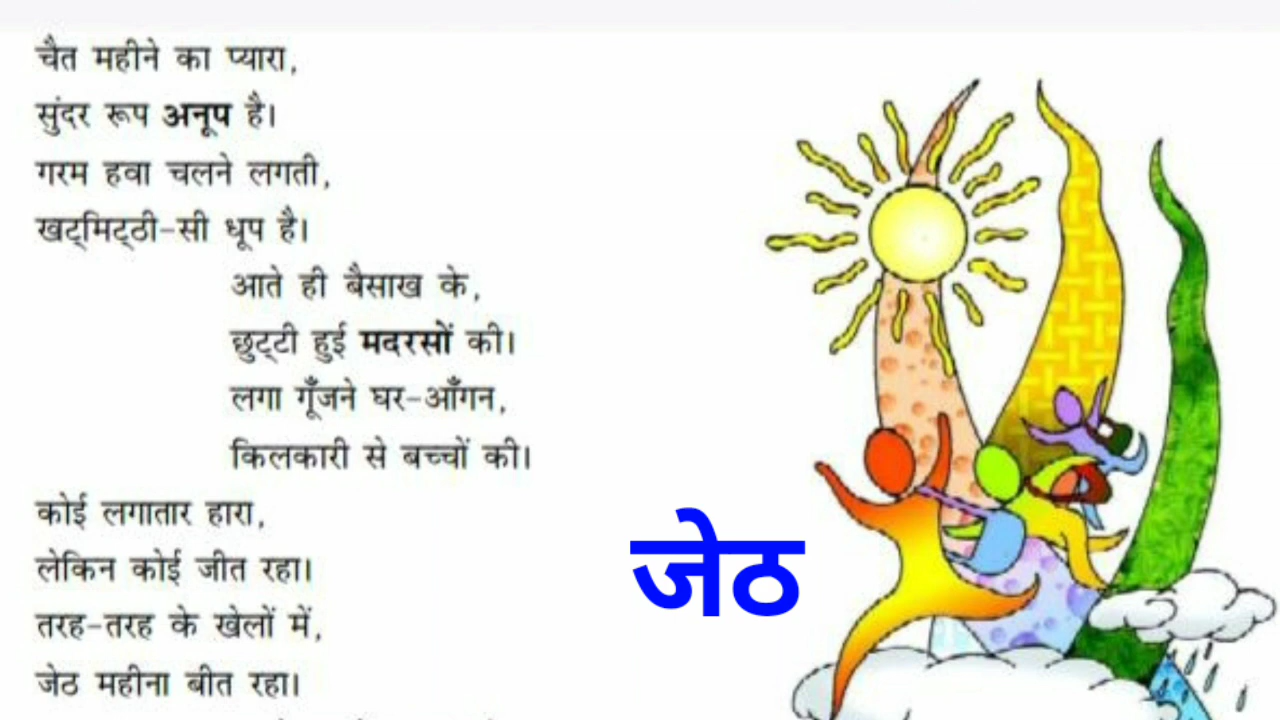 चैत महीने का प्यारा,
सुंदर रूप अनूप है।
गरम हवा चलने लगती,
खट्मिट्ठी-सी धूप है।
आते ही बैसाख के,
छुट्टी हुई मदरसों की।
लगा गूँजने घर-आँगन,
किलकारी से बच्चों की।
कोई लगातार हारा,
लेकिन कोई जीत रहा।
तरह-तरह के खेलों में,
जेठ महीना बीत रहा।
जेठ